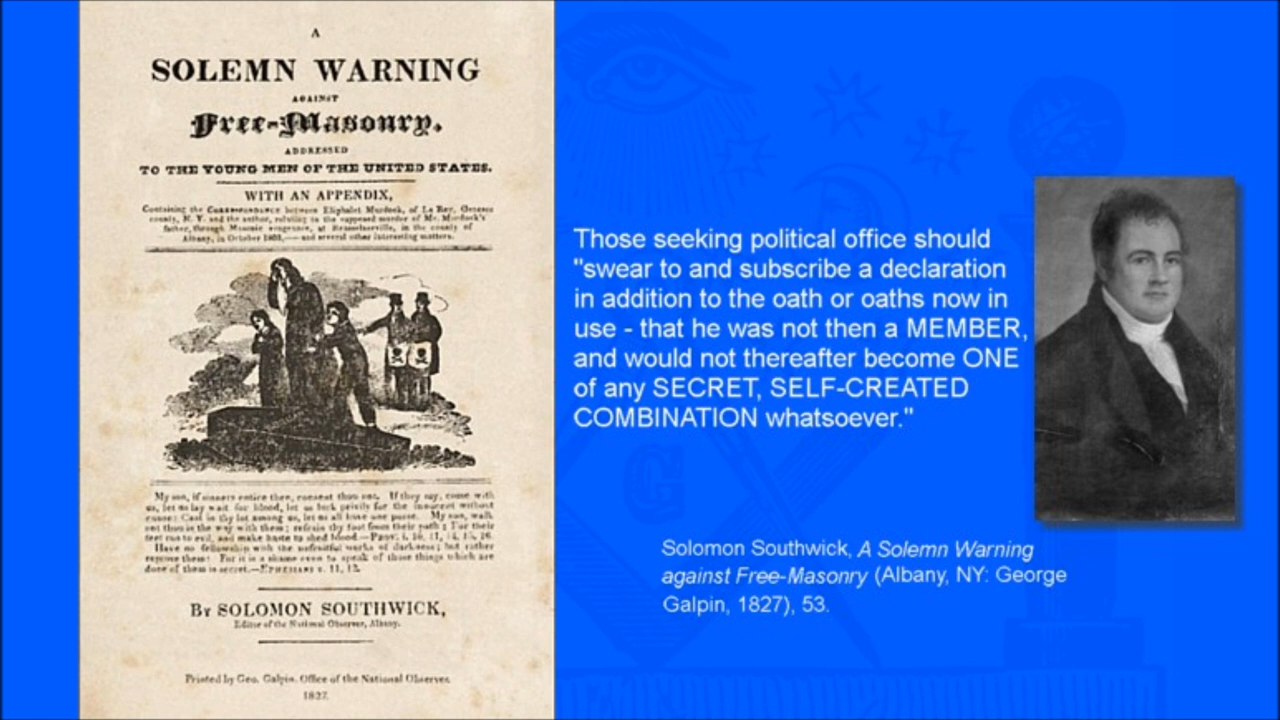 A
SOLEMN WARNING
AGAINST
Free-Masonry,
ADDRESSED
TO THE YOUNG MEN OF THE UNITED STATES.
WITH AN APPENDIX,
Containing the CORRESPONDENCE between Eliphalet Murdock, of Le Roy, Genesee
county, N. Y. and the author, relating to the supposed murder of Mr. Murdock's
father, through Masonic vengeance, at Rensselaerville, in the county of
Albany, in October 1803,—and several other interesting matters.
My son, if sinners entice thee, consent thou not. If they say, come with
us, let us lay wait for blood, let us lurk privily for the innocent without
cause: Cast in thy lot among us, let us all have one purse. My son, walk
not thou in the way with them; refrain thy foot from their path; For their
feet run to evil, and make haste to shed blood.—PROV. i. 10, 11, 14, 15, 16.
Have no fellowship with the unfruitful works of darkness; but rather
reprove them: For it is a shame even to speak of those things which are
done of them in secret.—EPHESIANS v. 11, 12.
By SOLOMON SOUTHWICK,
Editor of the National Observer, Albany.
Printed by Geo. Galpin, Office of the National Observer.
1827.
Those seeking political office should
"swear to and subscribe a declaration
in addition to the oath or oaths now in
use - that he was not then a MEMBER,
and would not thereafter become ONE
of any SECRET, SELF-CREATED
COMBINATION whatsoever."
G
Solomon Southwick, A Solemn Warning
against Free-Masonry (Albany, NY: George
Galpin, 1827), 53.